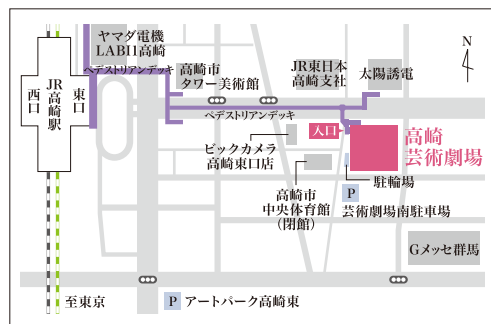 ヤマダ電機
LABI1高崎
ペデストリアンデッキ
西口
JR高崎駅
東口
高崎市
タワー美術館
JR東日本
高崎支社
太陽誘電
N
ペデストリアンデッキ
入口
高崎
芸術劇場
ビックカメラ
高崎東口店
駐輪場
高崎市
中央体育館
(閉館)
P
芸術劇場南駐車場
Gメッセ群馬
至東京
P アートパーク高崎東